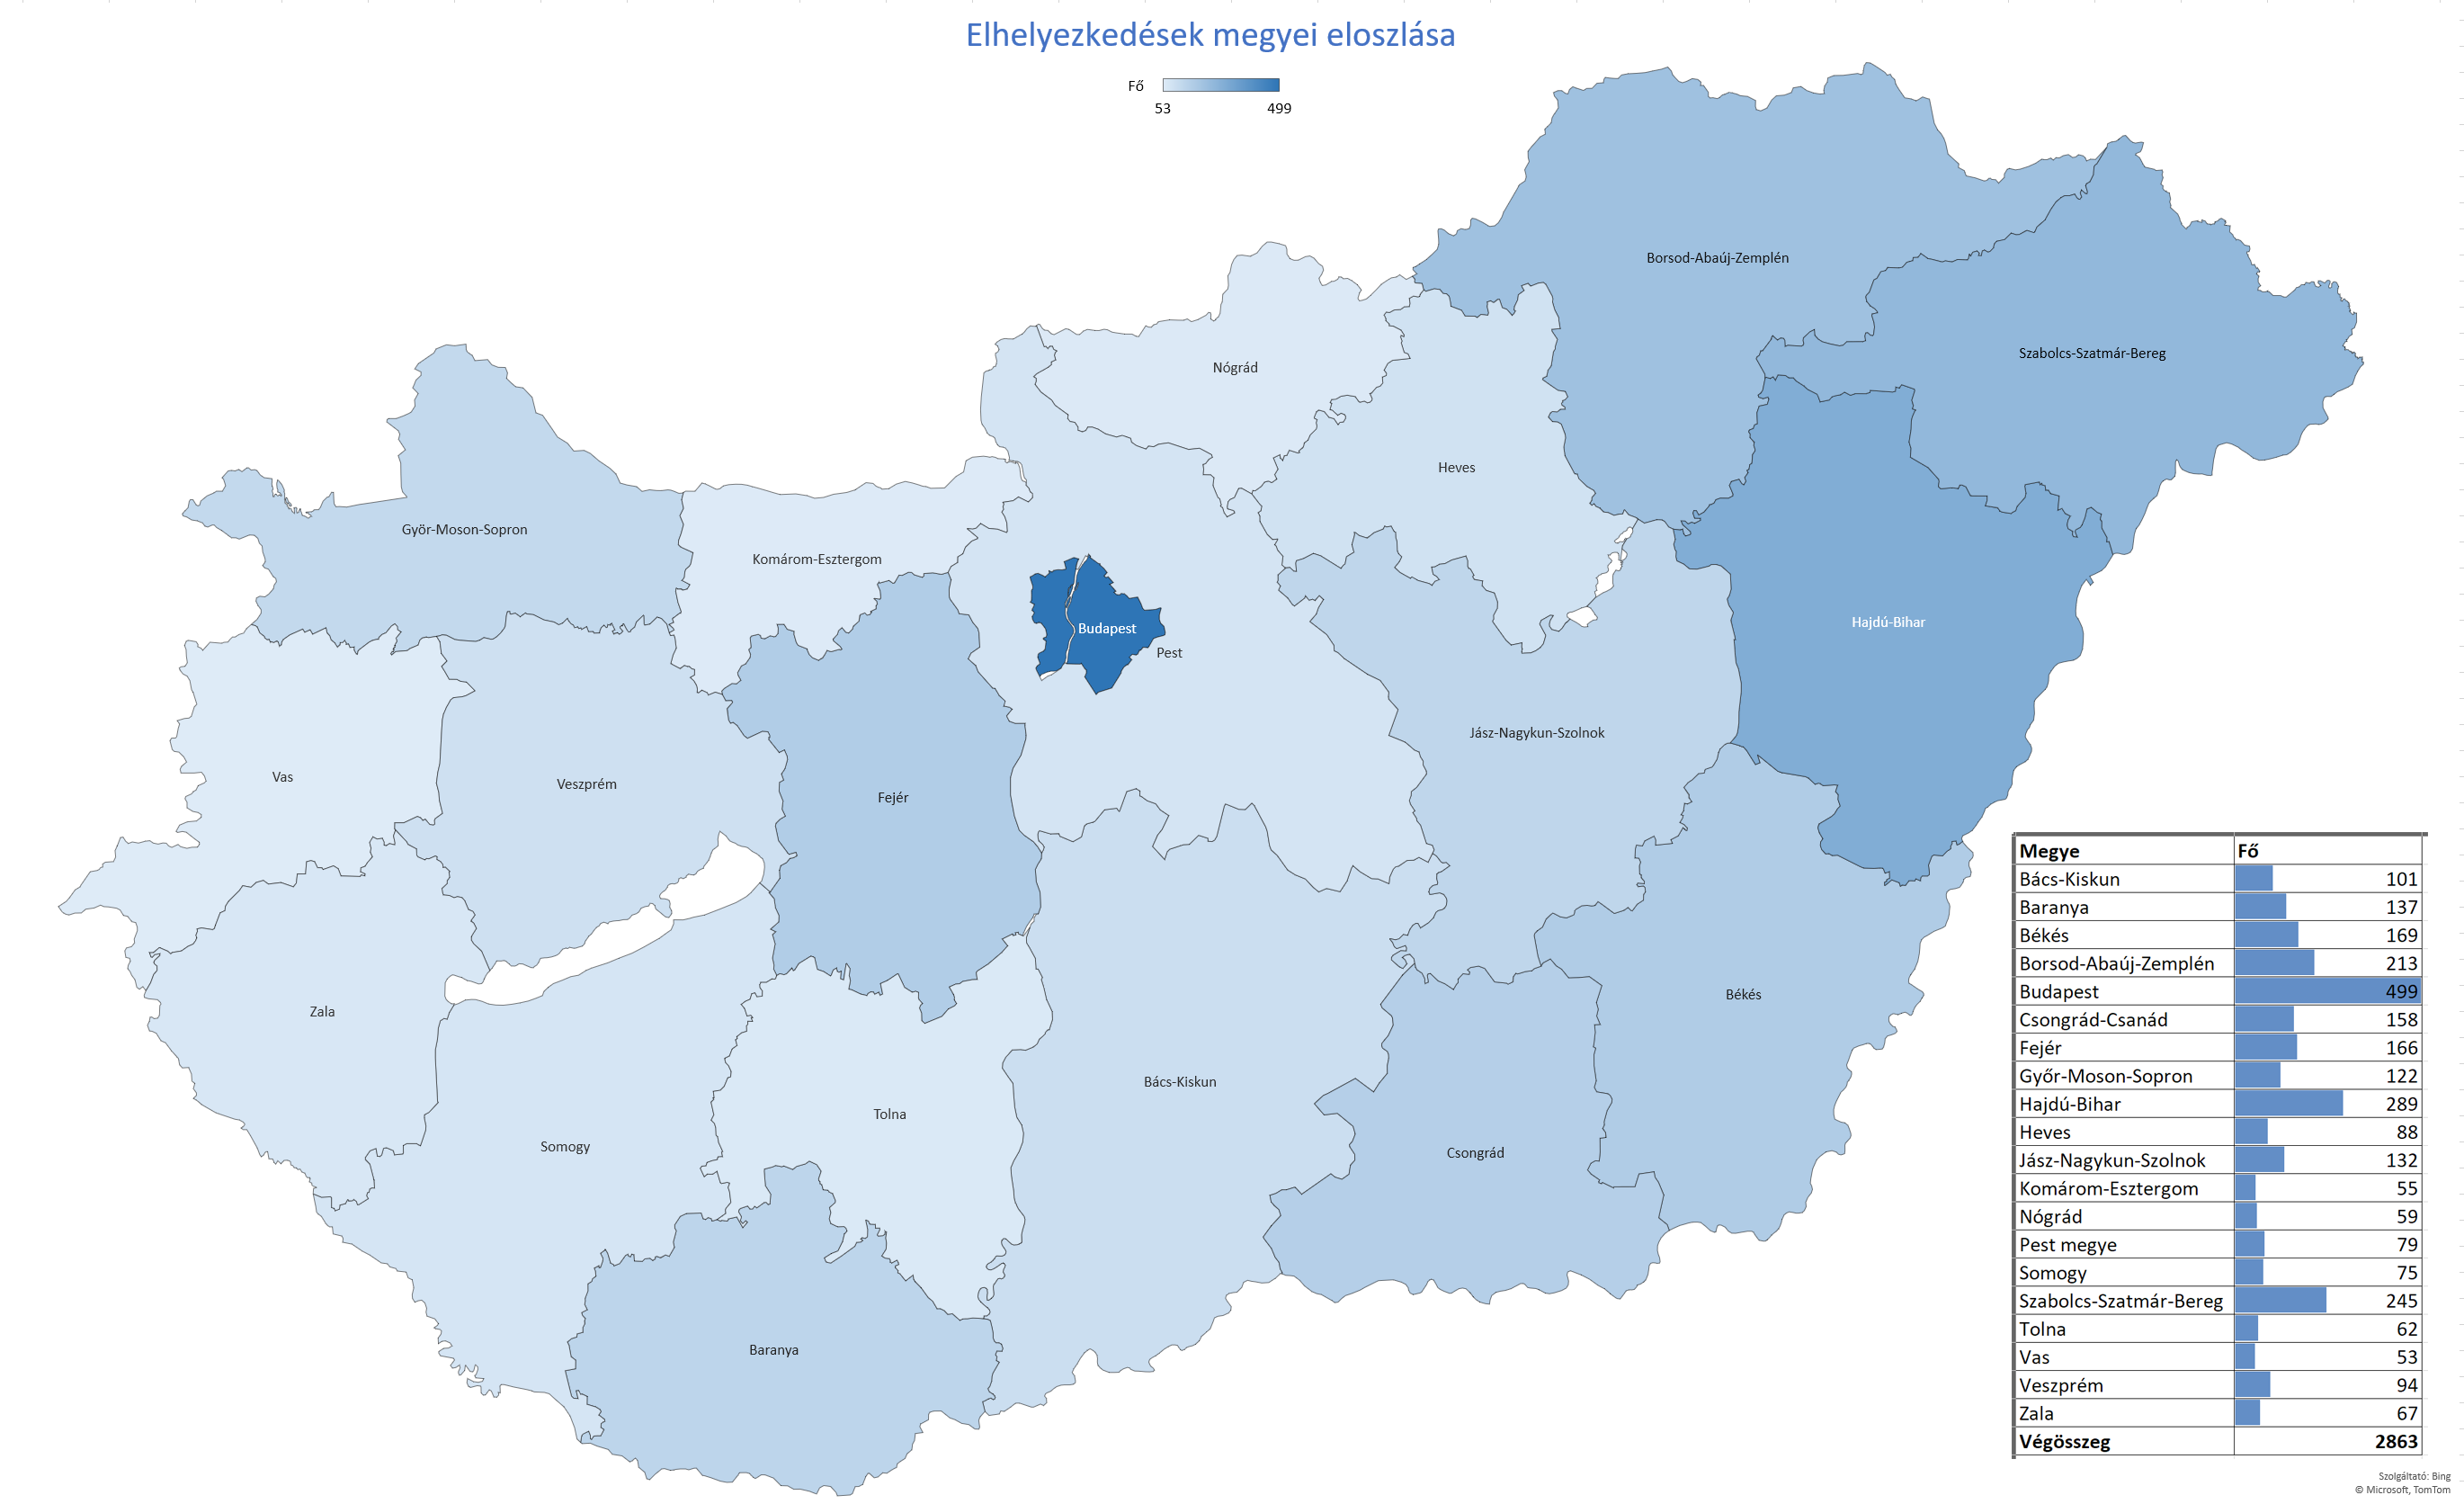 Elhelyezkedések megyei eloszlása
Fő
53 499
Borsod-Abaúj-Zemplén
Szabolcs-Szatmár-Bereg
Nógrád
Heves
Györ-Moson-Sopron
Komárom-Esztergom
Hajdú-Bihar
Budapest
Pest
Jász-Nagykun-Szolnok
Vas
Veszprém
Fejér
Békés
Zala
Bács-Kiskun
Tolna
Somogy
Csongrád
Baranya
Megye Fő
Bács-Kiskun 101
Baranya 137
Békés 169
Borsod-Abaúj-Zemplén 213
Budapest 499
Csongrád-Csanád 158
Fejér 166
Győr-Moson-Sopron 122
Hajdú-Bihar 289
Heves 88
Jász-Nagykun-Szolnok 132
Komárom-Esztergom 55
Nógrád 59
Pest megye 79
Somogy 75
Szabolcs-Szatmár-Bereg 245
Tolna 62
Vas 53
Veszprém 94
Zala 67
Végösszeg 2863
Szolgáltató: Bing
© Microsoft, TomTom